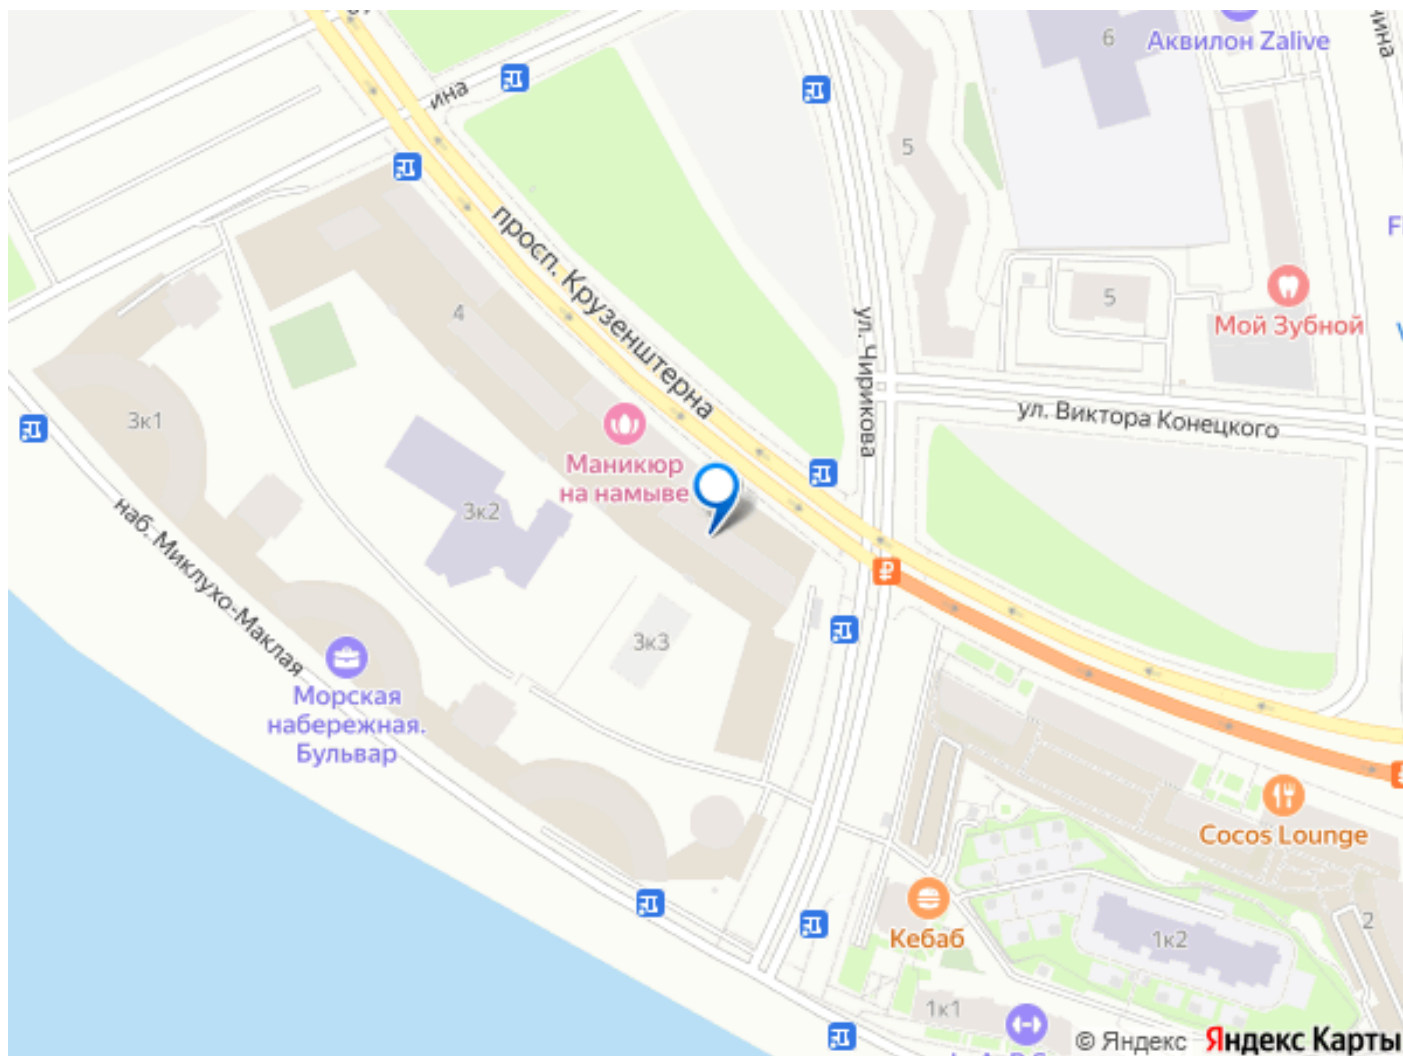 6
Аквилон Zalive
чина
ина
5
просп. Крузенштерна
5
4
Мой Зубной
ул. Чирикова
3к1
ул. Виктора Конецкого
Маникюр
на намыве
3к2
наб. Миклухо-Маклая
3к3
Морская
набережная.
Бульвар
Cocos Lounge
2
Кебаб
1к2
1к1
© Яндекс Яндекс Карты